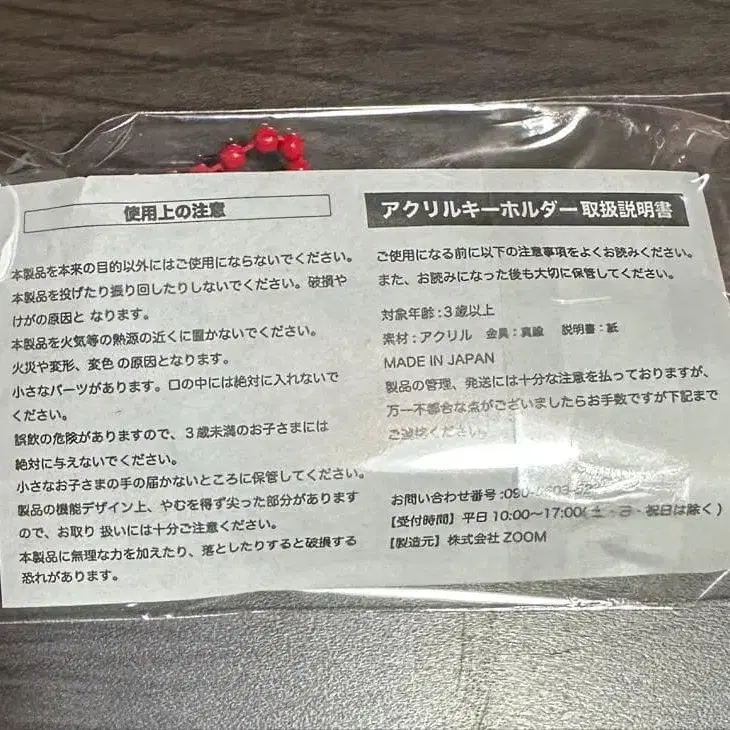 使用上の注意
本製品を本来の目的以外にはご使用にならないでください。
本製品を投げたり振り回したりしないでください。破損や
けがの原因と なります。
本製品を火気等の熱源の近くに置かないでください。
火災や変形、変色 の原因となります。
小さなパーツがあります。口の中には絶対に入れないで
ください。
誤飲の危険がありますので、3歳未満のお子さまには
絶対に与えないでください。
小さなお子さまの手の届かないところに保管してください。
製品の機能デザイン上、やむを得ず尖った部分があります
ので、お取り 扱いには十分ご注意ください。
本製品に無理な力を加えたり、落としたりすると破損する
恐れがあります。
アクリルキーホルダー取扱説明書
ご使用になる前に以下の注意事項をよくお読みください。
また、お読みになった後も大切に保管してください。
対象年齢:3歳以上
素材:アクリル 金具:真鍮 説明書:紙
MADE IN JAPAN
製品の管理、発送には十分な注意を払っておりますが、
万一不都合な点がございましたらお手数ですが下記まで
ご連絡ください。
お問い合わせ番号:090-
【受付時間】平日 10:00〜17:00(土・日・祝日は除く)
【製造元】株式会社 ZOOM